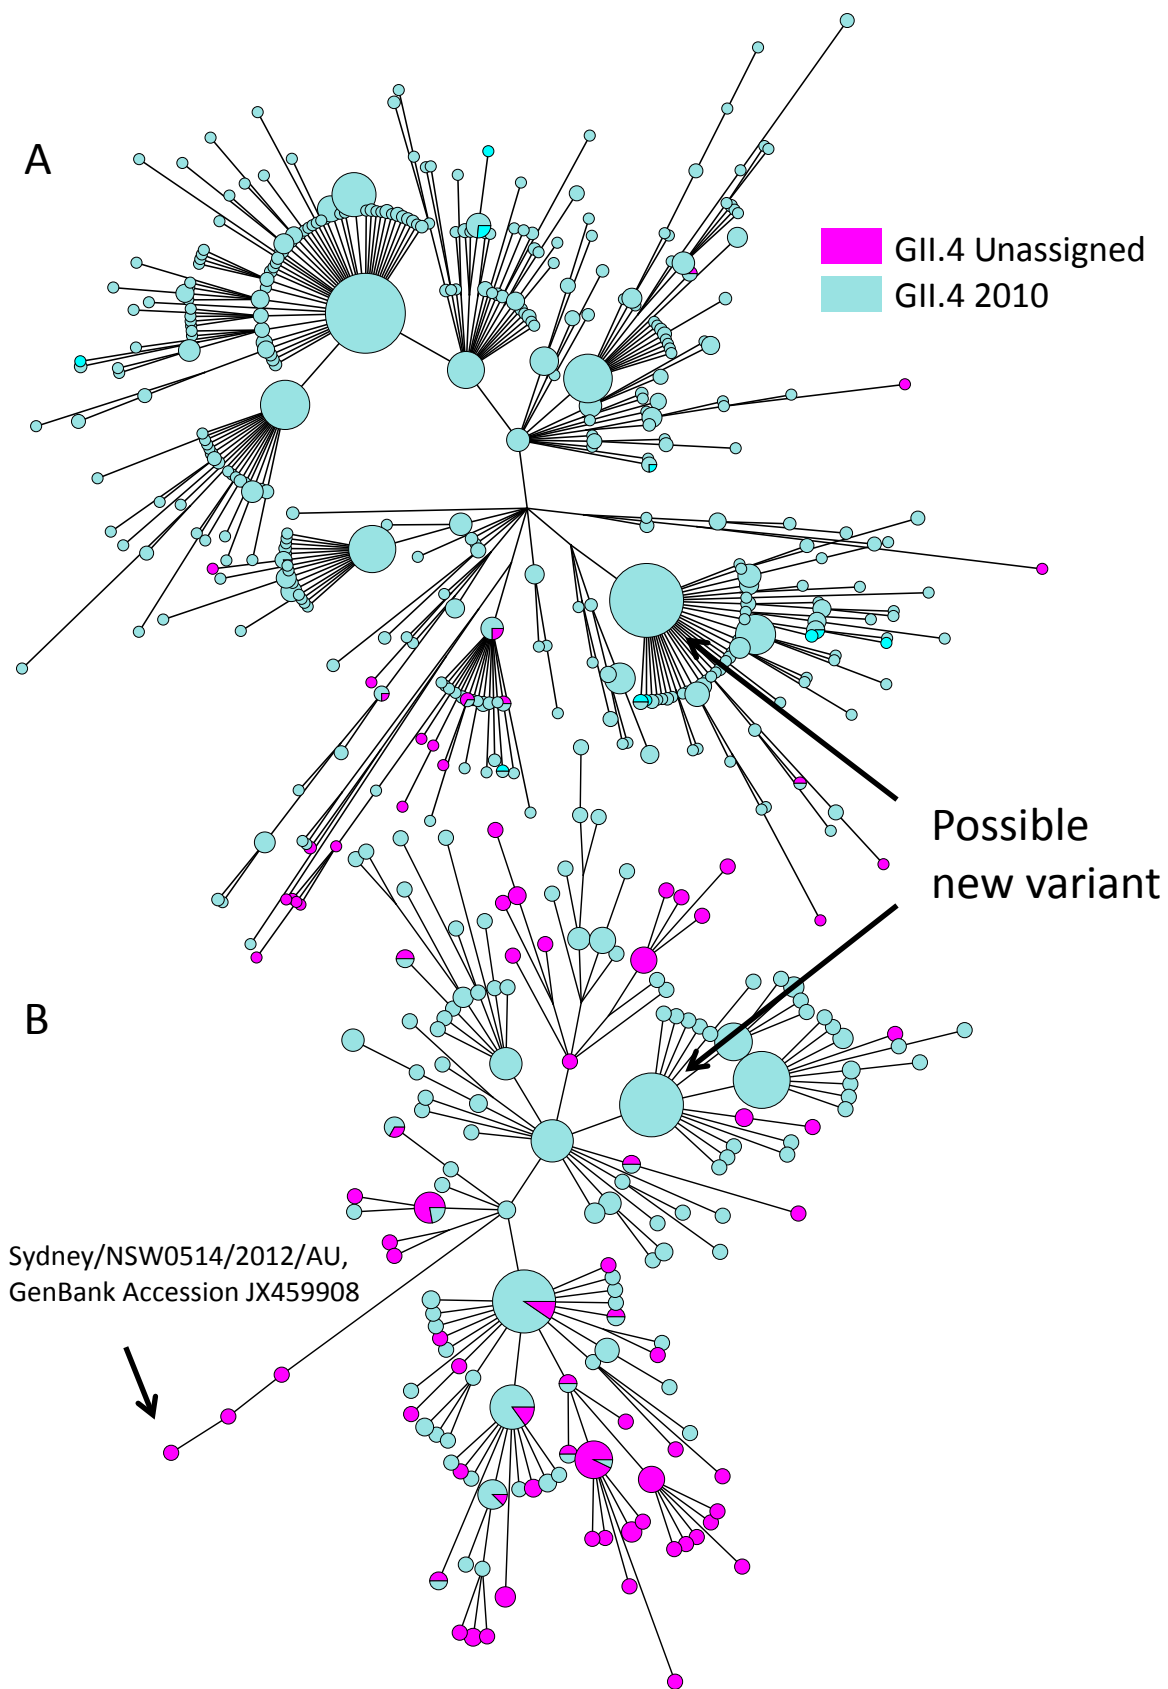 A
GII.4 Unassigned
GII.4 2010
Possible
new variant
B
Sydney/NSW0514/2012/AU,
GenBank Accession JX459908